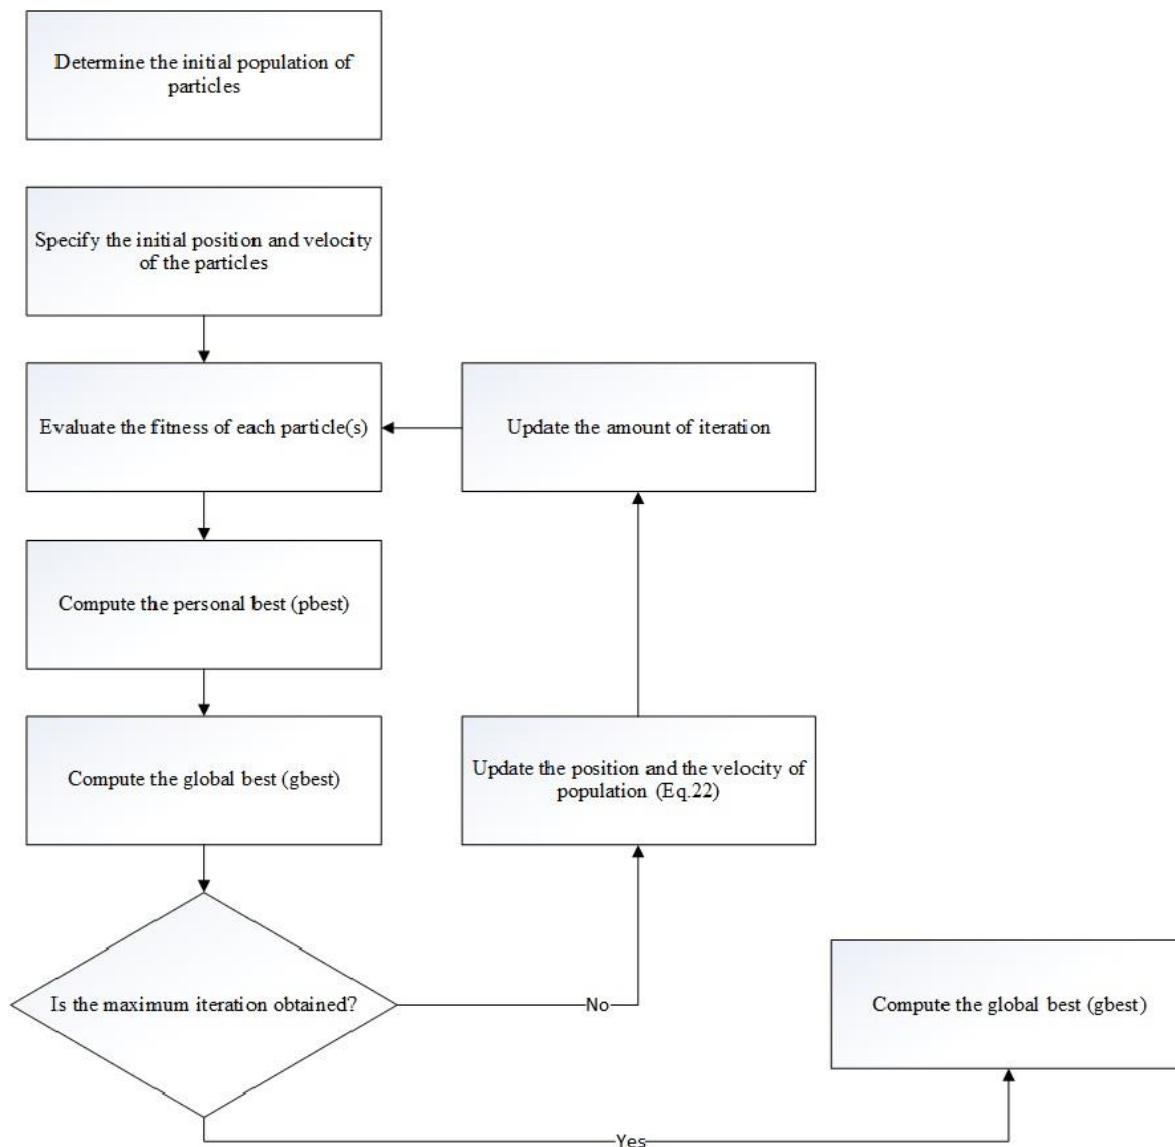 Determine the initial population of
particles
Specify the initial position and velocity
of the particles
Evaluate the fitness of each particle(s)
Update the amount of iteration
Compute the personal best (pbest)
Compute the global best (gbest)
Update the position and the velocity of
population (Eq.22)
Is the maximum iteration obtained?
No
Compute the global best (gbest)
Yes